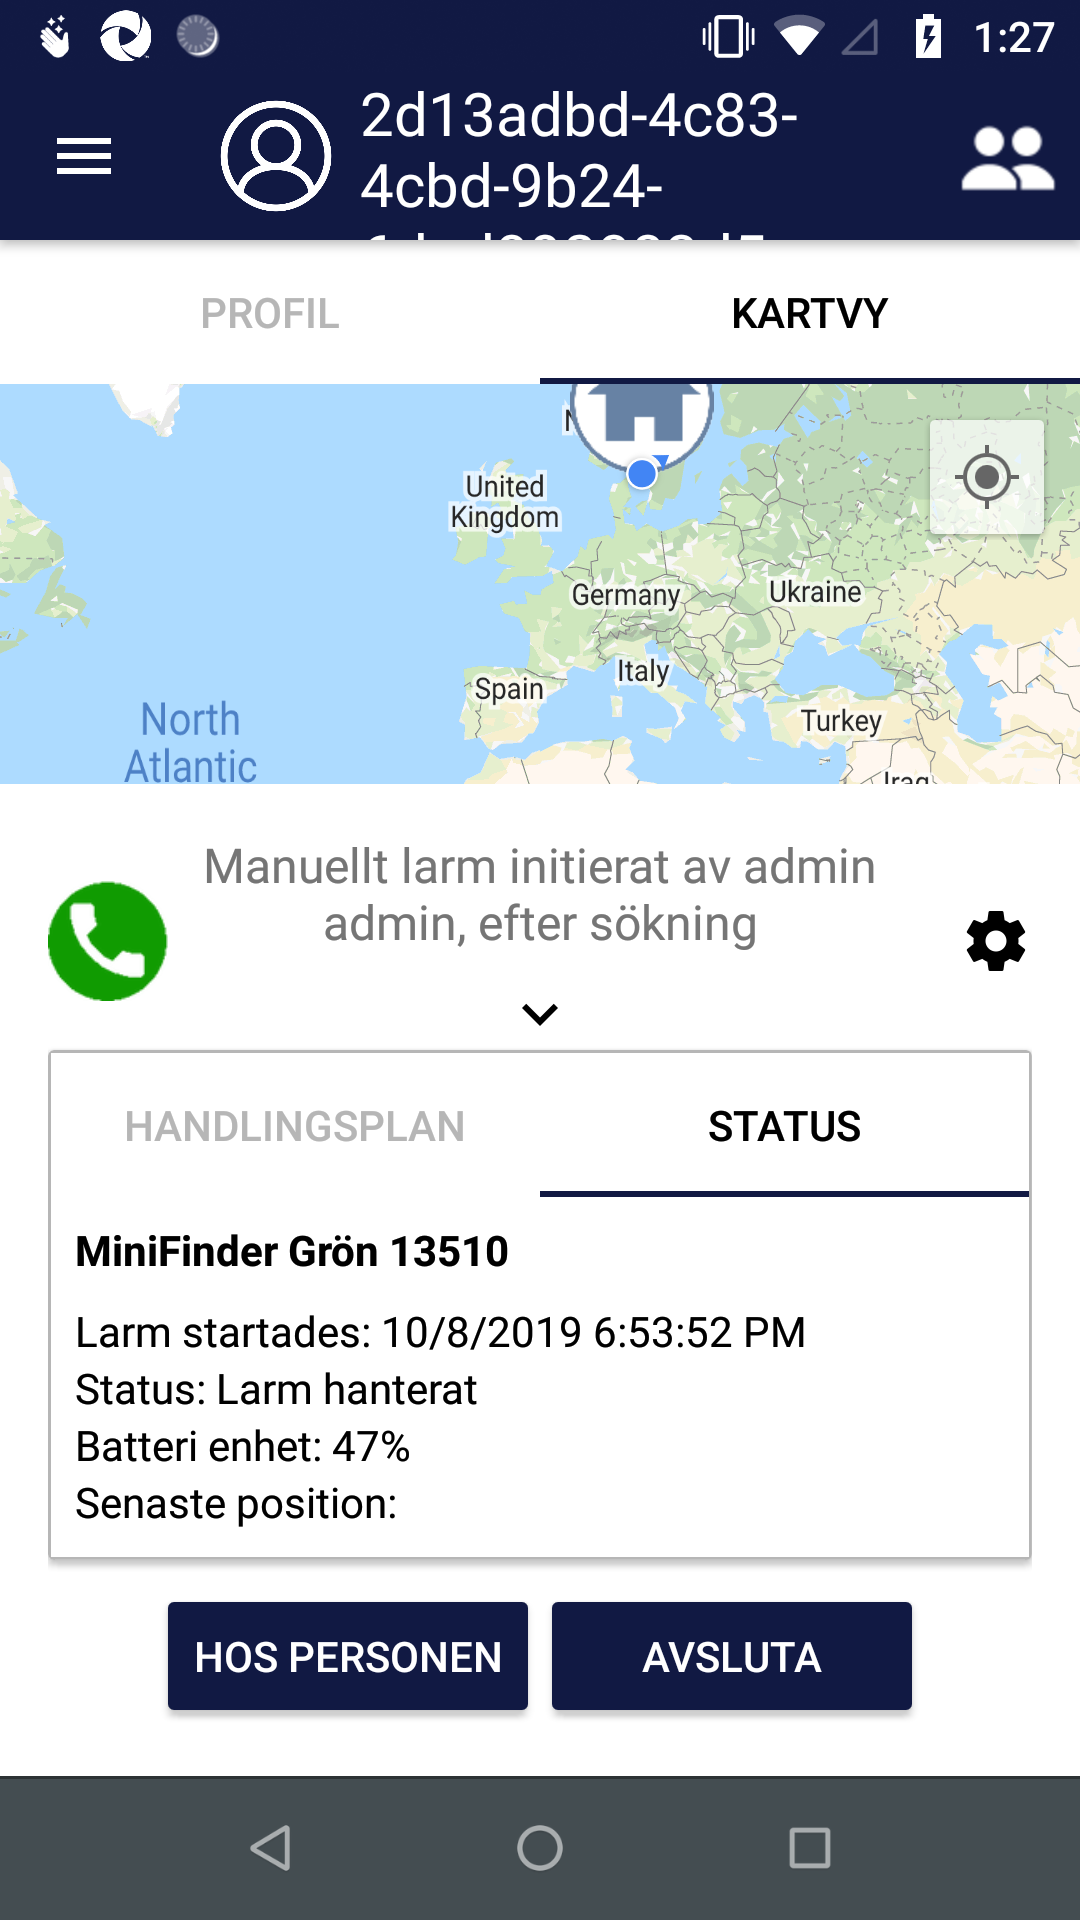 1:27
2d13adbd-4c83-
4cbd-9b24-
PROFIL
KARTVY
United
Kingdom
Germany
Ukraine
Italy
Spain
Turkey
North
Atlantic
Iraq
Manuellt larm initierat av admin
admin, efter sökning
HANDLINGSPLAN
STATUS
MiniFinder Grön 13510
Larm startades: 10/8/2019 6:53:52 PM
Status: Larm hanterat
Batteri enhet: 47%
Senaste position:
HOS PERSONEN
AVSLUTA